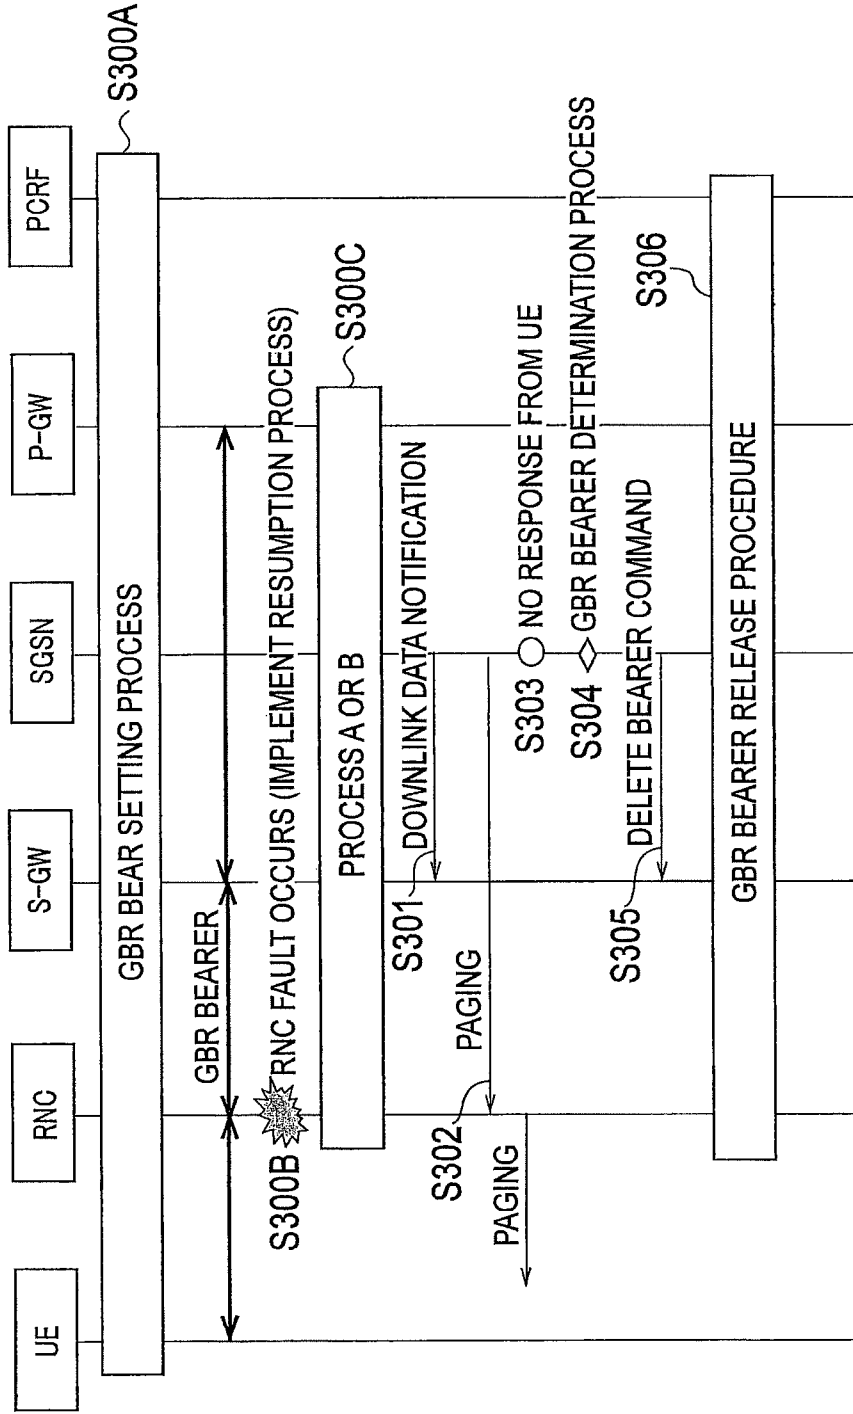 UE
RNC
S-GW
SGSN
P-GW
PCRF
GBR BEAR SETTING PROCESS
S300A
GBR BEARER
S300B
RNC FAULT OCCURS (IMPLEMENT RESUMPTION PROCESS)
PROCESS A OR B
S300C
S301
DOWNLINK DATA NOTIFICATION
S302
PAGING
PAGING
S303
NO RESPONSE FROM UE
S304
GBR BEARER DETERMINATION PROCESS
S305
DELETE BEARER COMMAND
S306
GBR BEARER RELEASE PROCEDURE